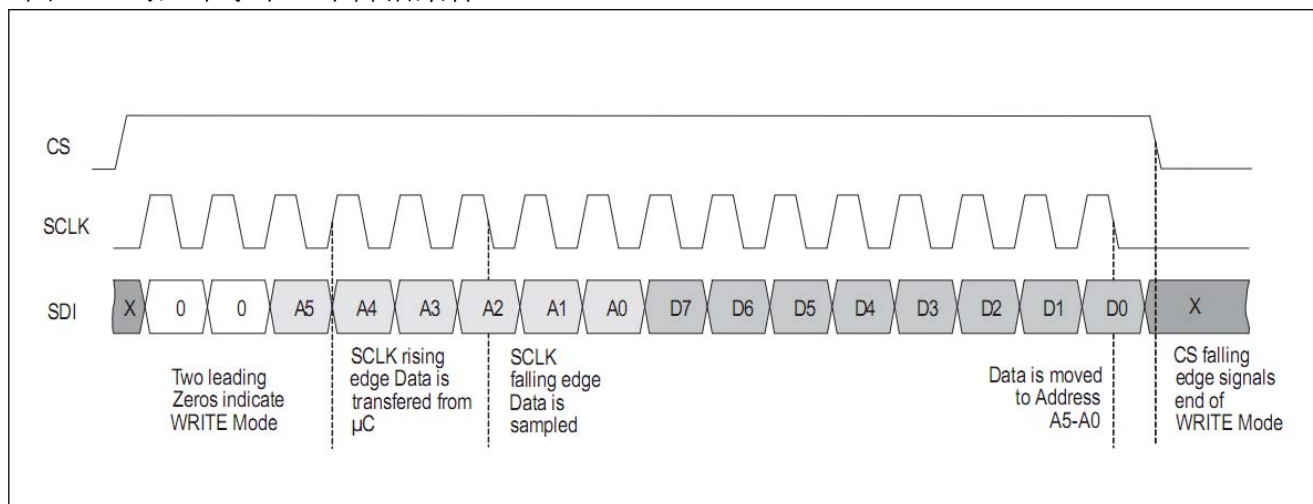 CS
SCLK
SDI
X 0 0 A5 A4 A3 A2 A1 A0 D7 D6 D5 D4 D3 D2 D1 D0 X
Two leading
Zeros indicate
WRITE Mode
SCLK rising
edge Data is
transfered from
µC
SCLK
falling edge
Data is
sampled
Data is moved
to Address
A5-A0
CS falling
edge signals
end of
WRITE Mode